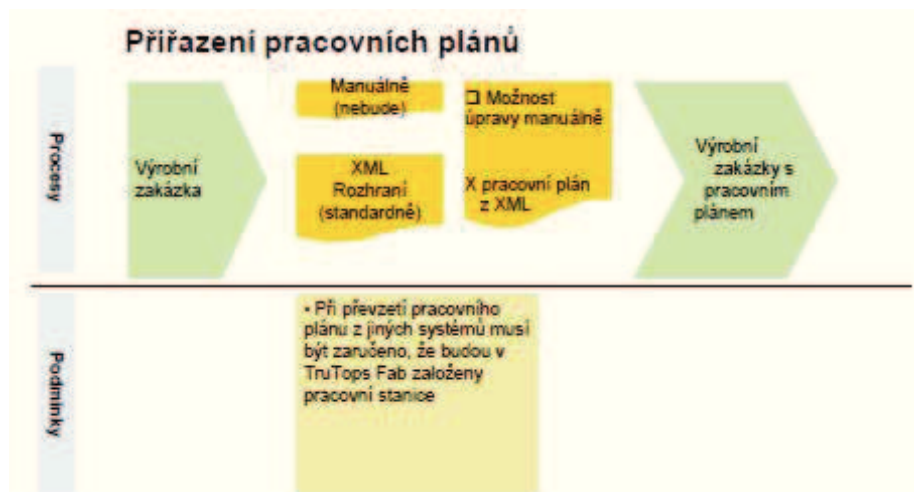 Přiřazení pracovních plánů
Procesy
Výrobní
zakázka
Manuálně
(nebude)
XML
Rozhraní
(standardně)
❑ Možnost
úpravy manuálně
X pracovní plán
z XML
Výrobní
zakázky s
pracovním
plánem
Podmínky
• Při převzetí pracovního
plánu z jiných systémů musí
být zaručeno, že budou v
TruTops Fab založeny
pracovní stanice